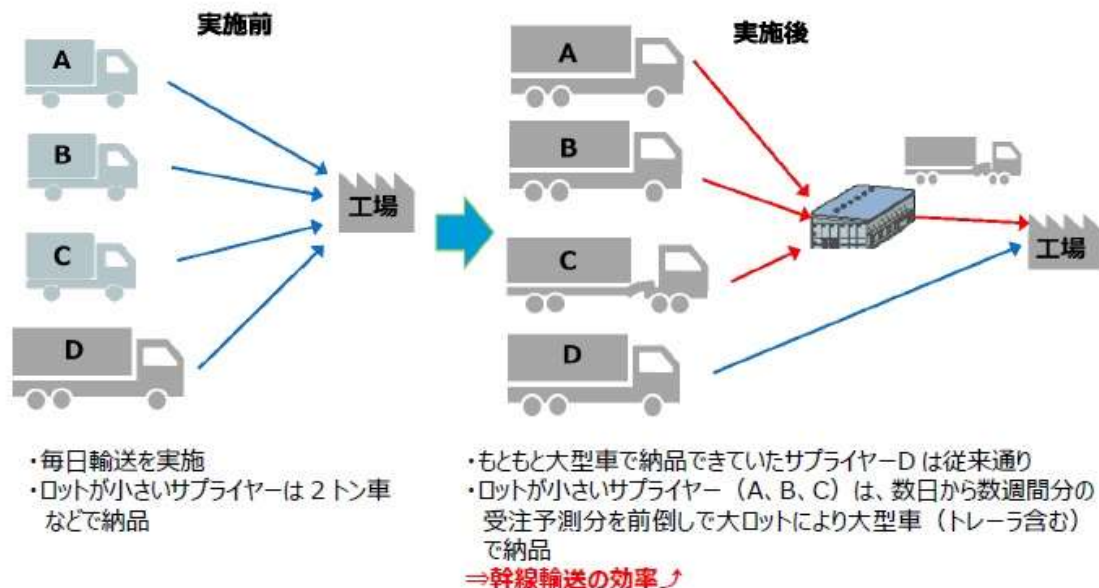 実施前
A
B
C
D
工場
・毎日輸送を実施
・ロットが小さいサプライヤーは２トン車
などで納品
実施後
A
B
C
D
工場
・もともと大型車で納品できていたサプライヤーD は従来通り
・ロットが小さいサプライヤー（A、B、C）は、数日から数週間分の
受注予測分を前倒しで大ロットにより大型車（トレーラ含む）
で納品
⇒幹線輸送の効率⤴